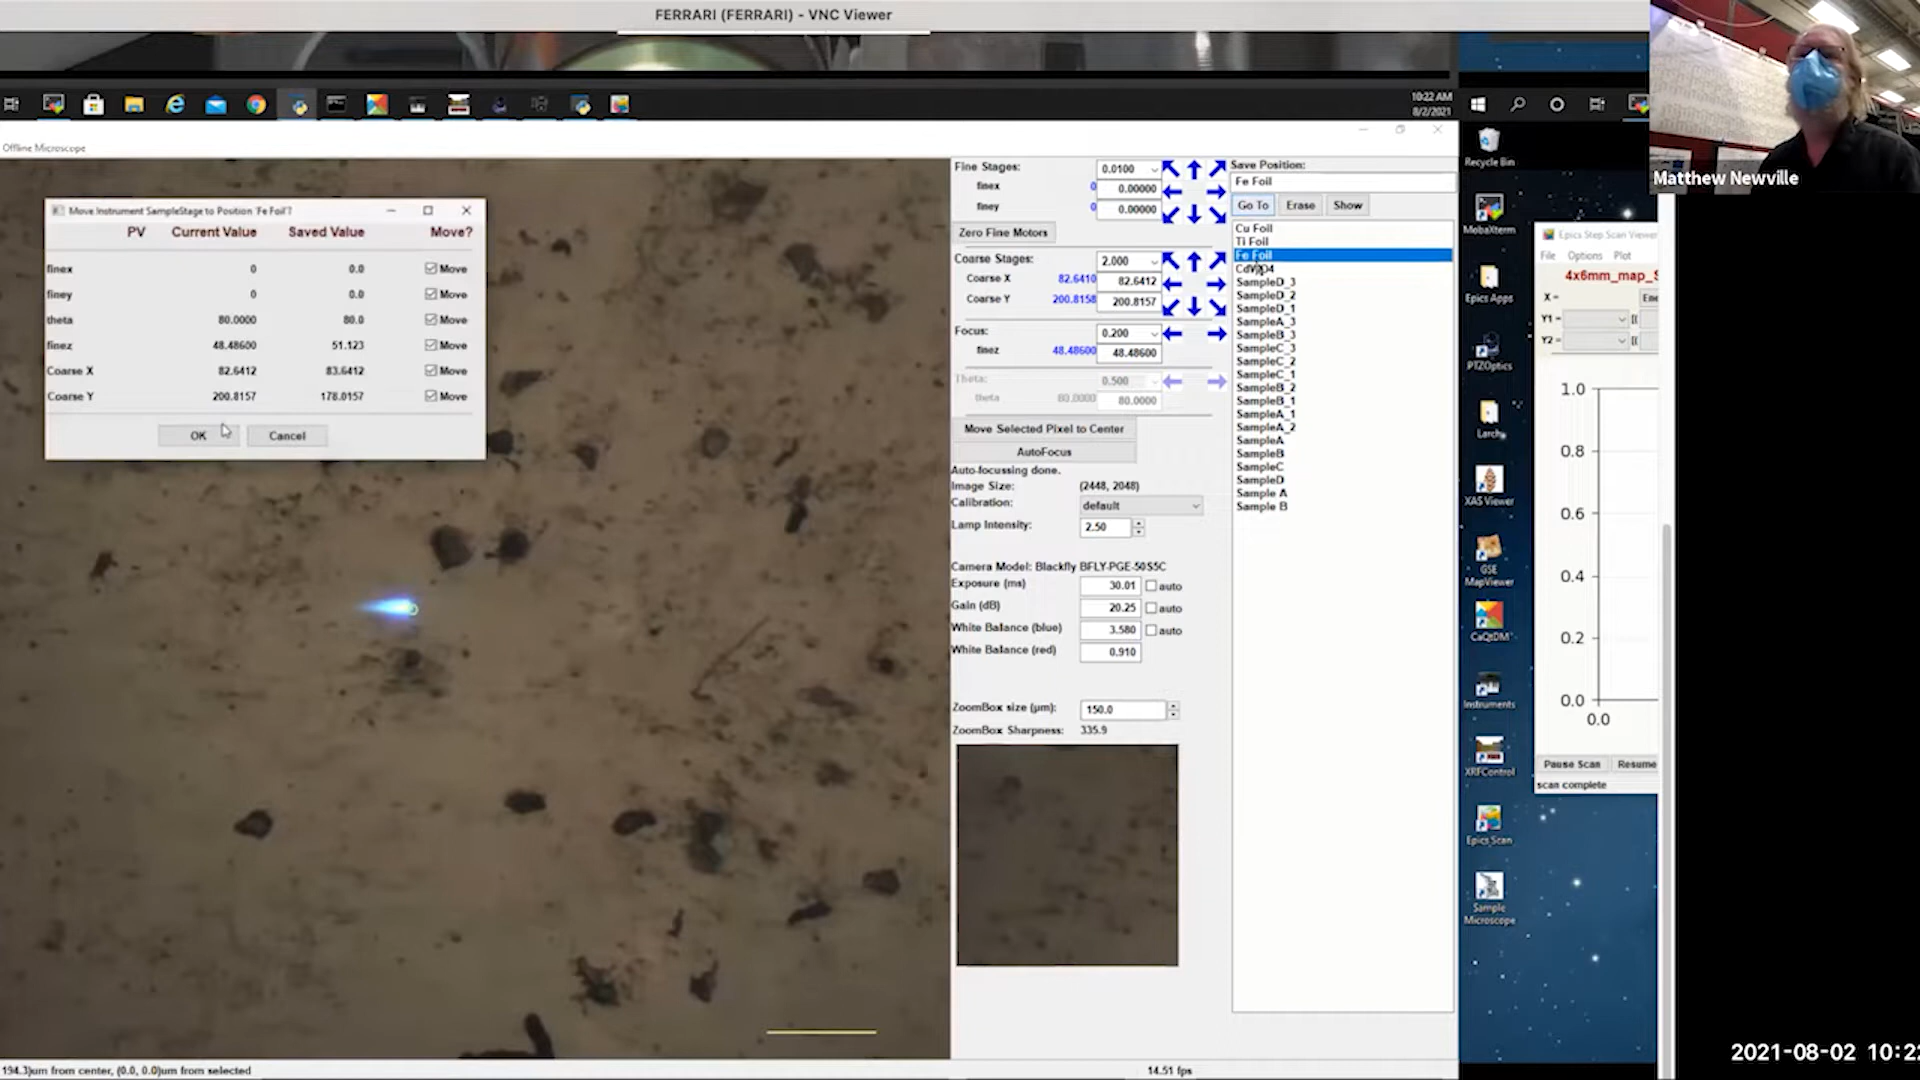 FERRARI (FERRARI) - VNC Viewer
10:22 AM
8/2/2021
Offline Microscope
Move Instrument SampleStage to Position 'Fe Foil'?
PV Current Value Saved Value Move?
finex 0 0.0 Move
finey 0 0.0 Move
theta 80.0000 80.0 Move
finez 48.48600 51.123 Move
Coarse X 82.6412 83.6412 Move
Coarse Y 200.8157 178.0157 Move
OK Cancel
Fine Stages: 0.0100
finex 0 0.00000
finey 0 0.00000
Zero Fine Motors
Coarse Stages: 2.000
Coarse X 82.6410 82.6412
Coarse Y 200.8158 200.8157
Focus: 0.200
finez 48.48600 48.48600
Theta: 0.500
theta 80.0000 80.0000
Move Selected Pixel to Center
AutoFocus
Auto-focussing done.
Image Size: (2448, 2048)
Calibration: default
Lamp Intensity: 2.50
Camera Model: Blackfly BFLY-PGE-50S5C
Exposure (ms) 30.01 auto
Gain (dB) 20.25 auto
White Balance (blue) 3.580 auto
White Balance (red) 0.910
ZoomBox size (μm): 150.0
ZoomBox Sharpness: 335.9
Save Position:
Fe Foil
Go To Erase Show
Cu Foil
Ti Foil
Fe Foil
SampleD_3
SampleD_2
SampleD_1
SampleA_3
SampleB_3
SampleC_3
SampleC_2
SampleC_1
SampleB_2
SampleB_1
SampleA_1
SampleA_2
SampleA
SampleB
SampleC
SampleD
Sample A
Sample B
194.3)um from center, (0.0, 0.0)um from selected
14.51 fps
Recycle Bin
MobaXterm
Epics Apps
PTZOptics
Larch
XAS Viewer
GSE
MapViewer
CaQtDM
Instruments
XRFControl
Epics Scan
Sample
Microscope
Epics Step Scan Viewer
File Options Plot
4x6mm_map_
X =
Y1 =
Y2 =
1.0
0.8
0.6
0.4
0.2
0.0
0.0
Pause Scan Resume
scan complete
Matthew Newville
2021-08-02 10:22